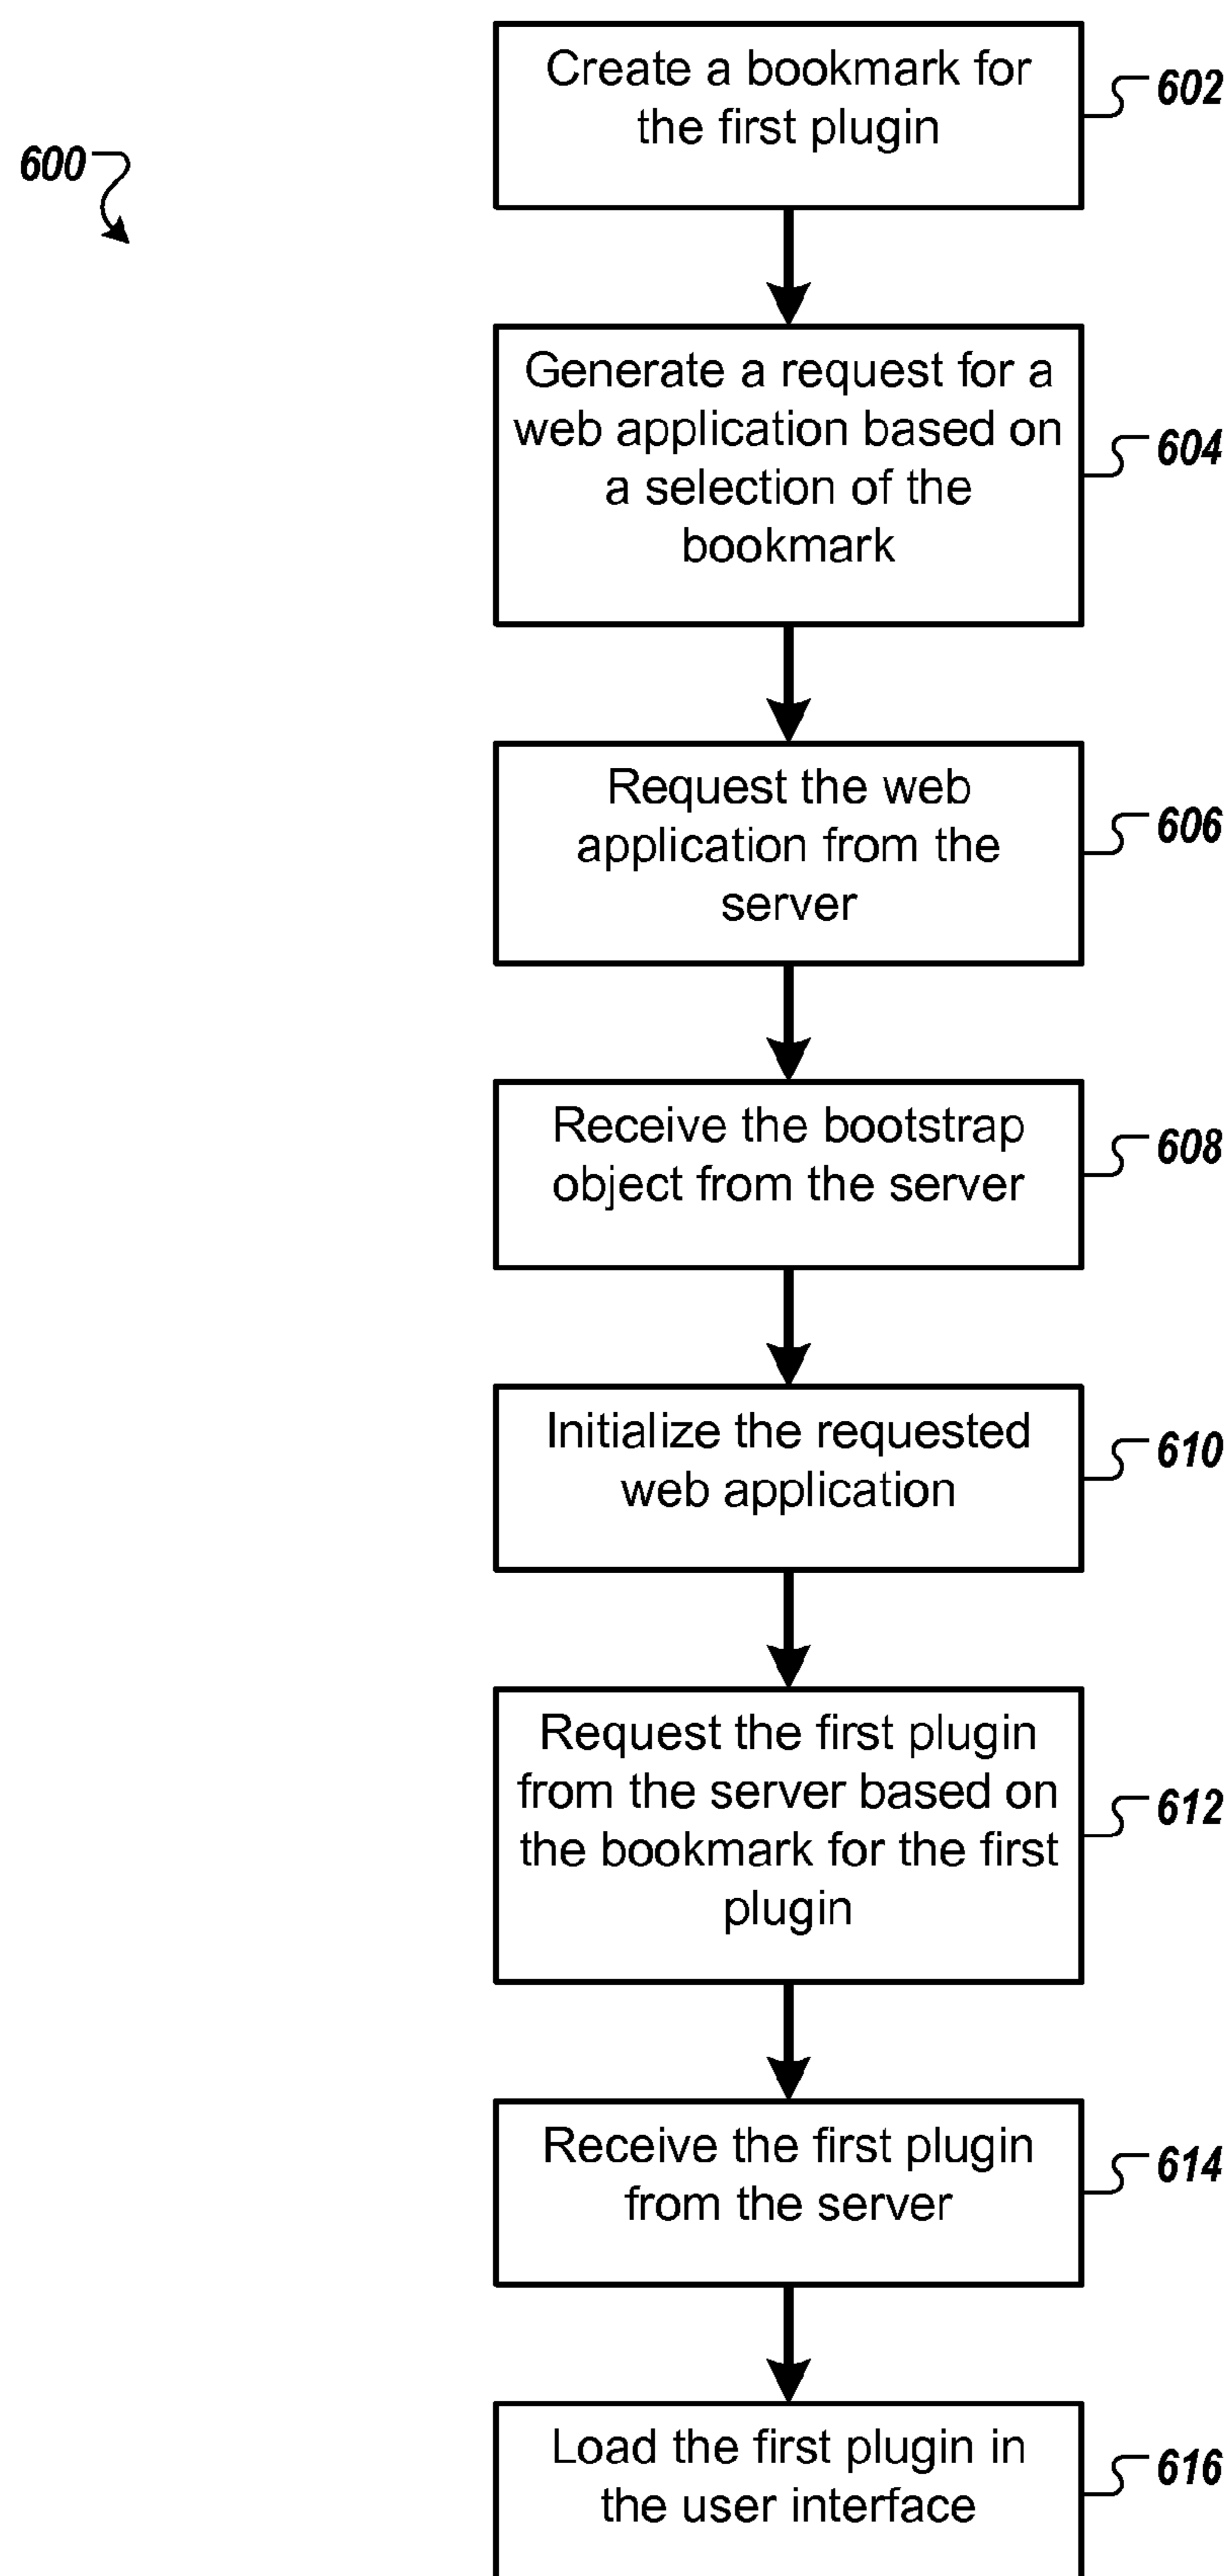 Create a bookmark for
the first plugin
602
600
Generate a request for a
web application based on
a selection of the
bookmark
604
Request the web
application from the
server
606
Receive the bootstrap
object from the server
608
Initialize the requested
web application
610
Request the first plugin
from the server based on
the bookmark for the first
plugin
612
Receive the first plugin
from the server
614
Load the first plugin in
the user interface
616